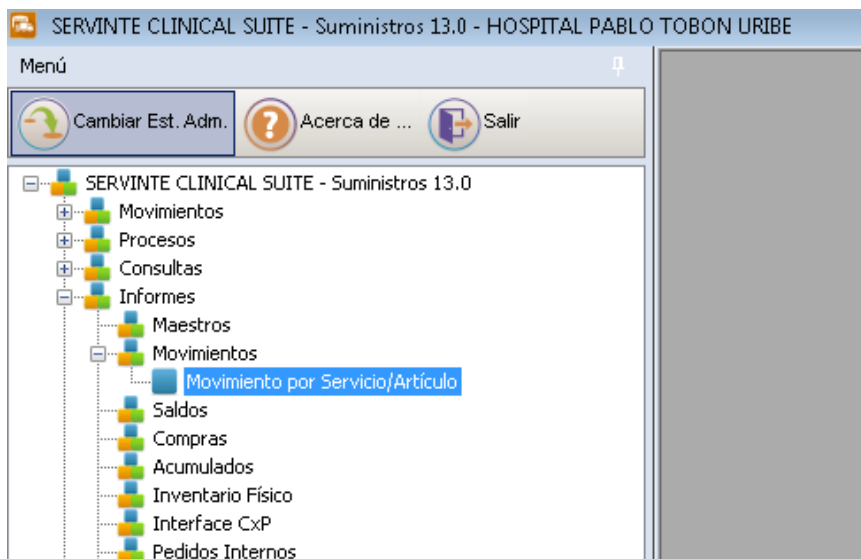 SERVINTE CLINICAL SUITE - Suministros 13.0 - HOSPITAL PABLO TOBON URIBE
Menú
Cambiar Est. Adm. Acerca de ... Salir
SERVINTE CLINICAL SUITE - Suministros 13.0
Movimientos
Procesos
Consultas
Informes
Maestros
Movimientos
Movimiento por Servicio/Artículo
Saldos
Compras
Acumulados
Inventario Físico
Interface CxP
Pedidos Internos